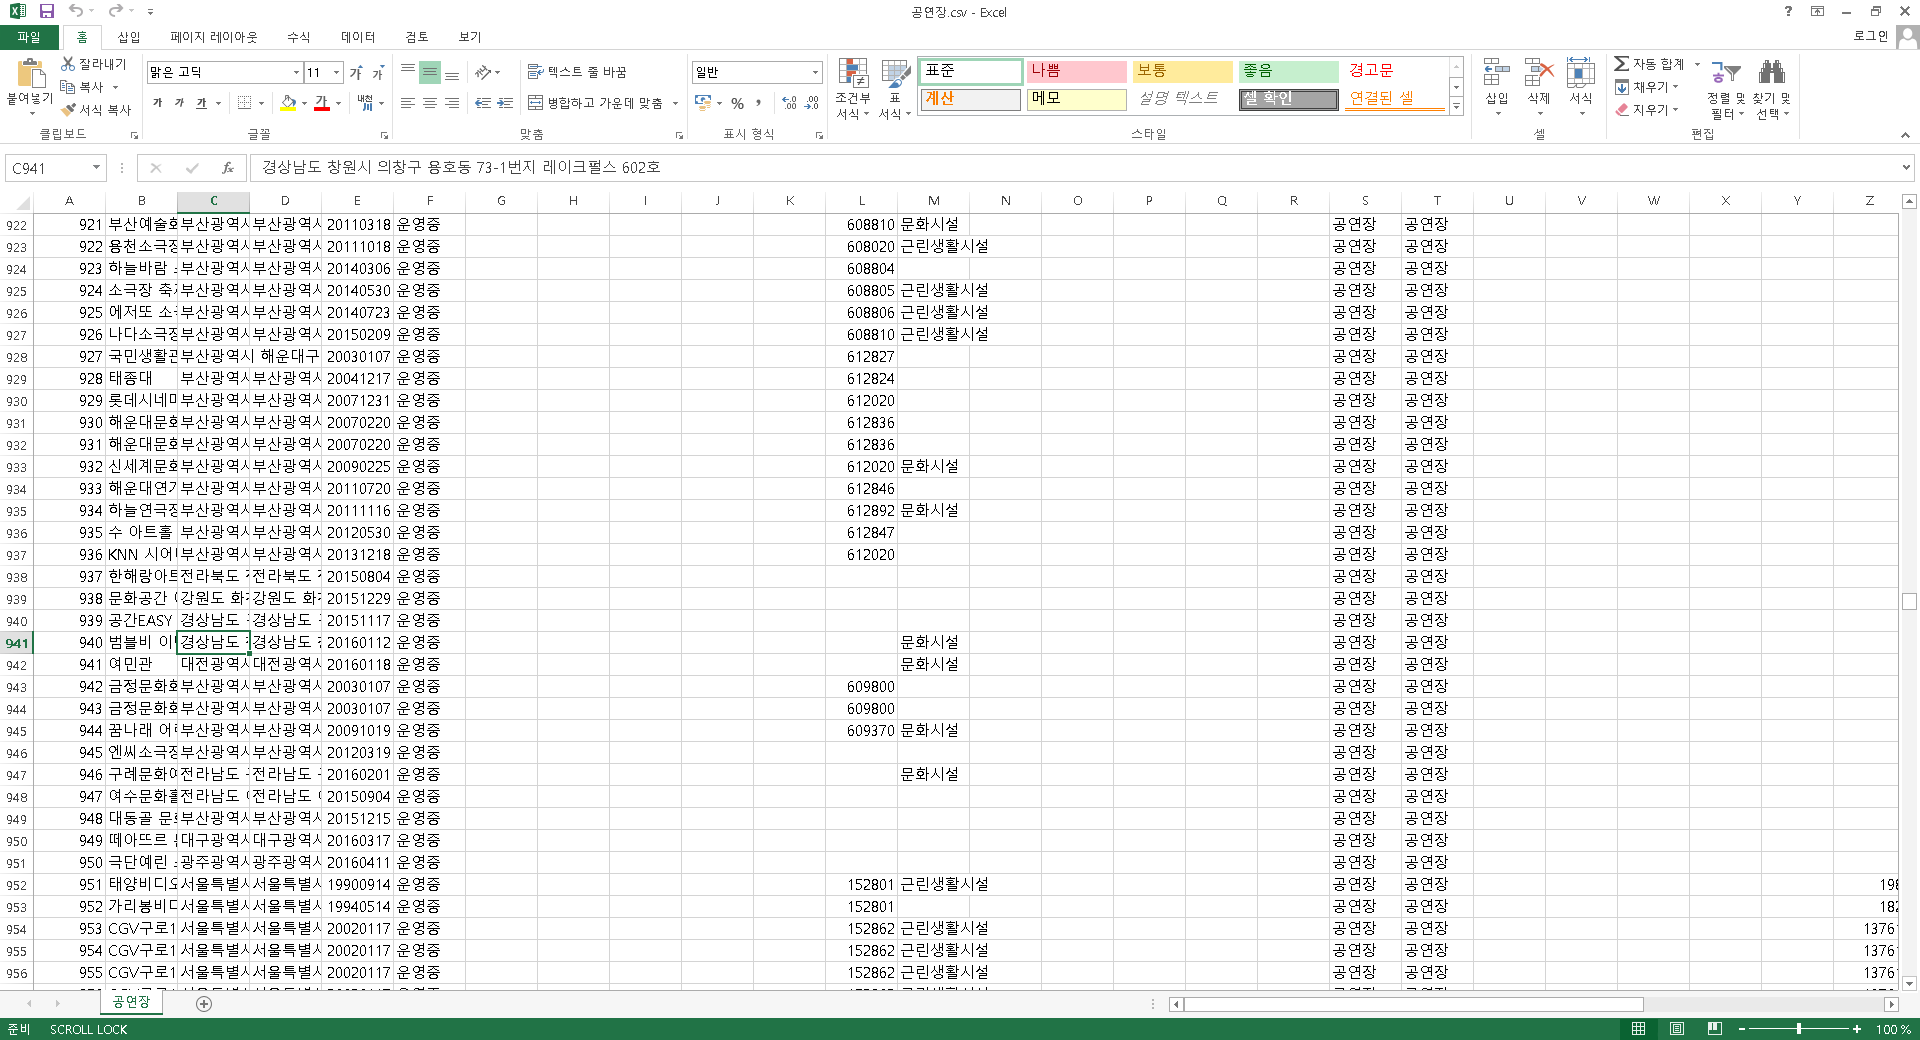 공연장.csv - Excel
파일 홈 삽입 페이지 레이아웃 수식 데이터 검토 보기 로그인
붙여넣기 잘라내기 복사 서식 복사 클립보드
맑은 고딕 11 가 가 가 가 가 내천 글꼴
텍스트 줄 바꿈 병합하고 가운데 맞춤 맞춤
일반 % 표시 형식
조건부 서식 표 서식 표준 나쁨 보통 좋음 경고문
계산 메모 설명 텍스트 셀 확인 연결된 셀 스타일
삽입 삭제 서식 셀
자동 합계 채우기 지우기 정렬 및 필터 찾기 및 선택 편집
C941 fx 경상남도 창원시 의창구 용호동 73-1번지 레이크펄스 602호
A B C D E F G H I J K L M N O P Q R S T U V W X Y Z
922 921 부산예술회 부산광역시 부산광역시 20110318 운영중 608810 문화시설 공연장 공연장
923 922 용천소극장 부산광역시 부산광역시 20111018 운영중 608020 근린생활시설 공연장 공연장
924 923 하늘바람 부산광역시 부산광역시 20140306 운영중 608804 공연장 공연장
925 924 소극장 축 부산광역시 부산광역시 20140530 운영중 608805 근린생활시설 공연장 공연장
926 925 에저또 소 부산광역시 부산광역시 20140723 운영중 608806 근린생활시설 공연장 공연장
927 926 나다소극장 부산광역시 부산광역시 20150209 운영중 608810 근린생활시설 공연장 공연장
928 927 국민생활관 부산광역시 해운대구 20030107 운영중 612827 공연장 공연장
929 928 태종대 부산광역시 부산광역시 20041217 운영중 612824 공연장 공연장
930 929 롯데시네마 부산광역시 부산광역시 20071231 운영중 612020 공연장 공연장
931 930 해운대문화 부산광역시 부산광역시 20070220 운영중 612836 공연장 공연장
932 931 해운대문화 부산광역시 부산광역시 20070220 운영중 612836 공연장 공연장
933 932 신세계문화 부산광역시 부산광역시 20090225 운영중 612020 문화시설 공연장 공연장
934 933 해운대연기 부산광역시 부산광역시 20110720 운영중 612846 공연장 공연장
935 934 하늘연극장 부산광역시 부산광역시 20111116 운영중 612892 문화시설 공연장 공연장
936 935 수 아트홀 부산광역시 부산광역시 20120530 운영중 612847 공연장 공연장
937 936 KNN 시어 부산광역시 부산광역시 20131218 운영중 612020 공연장 공연장
938 937 한해랑아트 전라북도 전라북도 20150804 운영중 공연장 공연장
939 938 문화공간 강원도 화 강원도 화 20151229 운영중 공연장 공연장
940 939 공간EASY 경상남도 경상남도 20151117 운영중 공연장 공연장
941 940 범블비 이 경상남도 경상남도 20160112 운영중 문화시설 공연장 공연장
942 941 여민관 대전광역시 대전광역시 20160118 운영중 문화시설 공연장 공연장
943 942 금정문화회 부산광역시 부산광역시 20030107 운영중 609800 공연장 공연장
944 943 금정문화회 부산광역시 부산광역시 20030107 운영중 609800 공연장 공연장
945 944 꿈나래 어 부산광역시 부산광역시 20091019 운영중 609370 문화시설 공연장 공연장
946 945 엔씨소극장 부산광역시 부산광역시 20120319 운영중 공연장 공연장
947 946 구례문화예 전라남도 전라남도 20160201 운영중 문화시설 공연장 공연장
948 947 여수문화홀 전라남도 전라남도 20150904 운영중 공연장 공연장
949 948 대동골 문 부산광역시 부산광역시 20151215 운영중 공연장 공연장
950 949 떼아뜨르 대구광역시 대구광역시 20160317 운영중 공연장 공연장
951 950 극단예린 광주광역시 광주광역시 20160411 운영중 공연장 공연장
952 951 태양비디오 서울특별시 서울특별시 19900914 운영중 152801 근린생활시설 공연장 공연장 198
953 952 가리봉비디 서울특별시 서울특별시 19940514 운영중 152801 공연장 공연장 182
954 953 CGV구로1 서울특별시 서울특별시 20020117 운영중 152862 근린생활시설 공연장 공연장 1376
955 954 CGV구로1 서울특별시 서울특별시 20020117 운영중 152862 근린생활시설 공연장 공연장 1376
956 955 CGV구로1 서울특별시 서울특별시 20020117 운영중 152862 근린생활시설 공연장 공연장 1376
공연장
준비 SCROLL LOCK 100 %